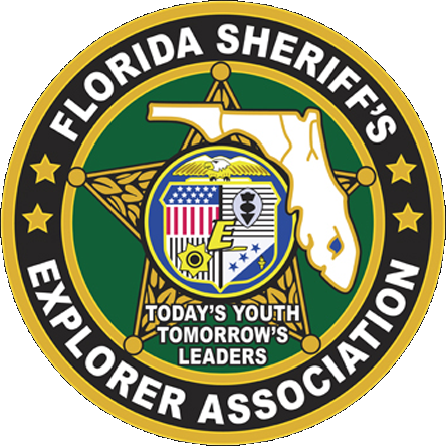 FLORIDA SHERIFF'S
EXPLORER ASSOCIATION
E
TODAY'S YOUTH
TOMORROW'S
LEADERS